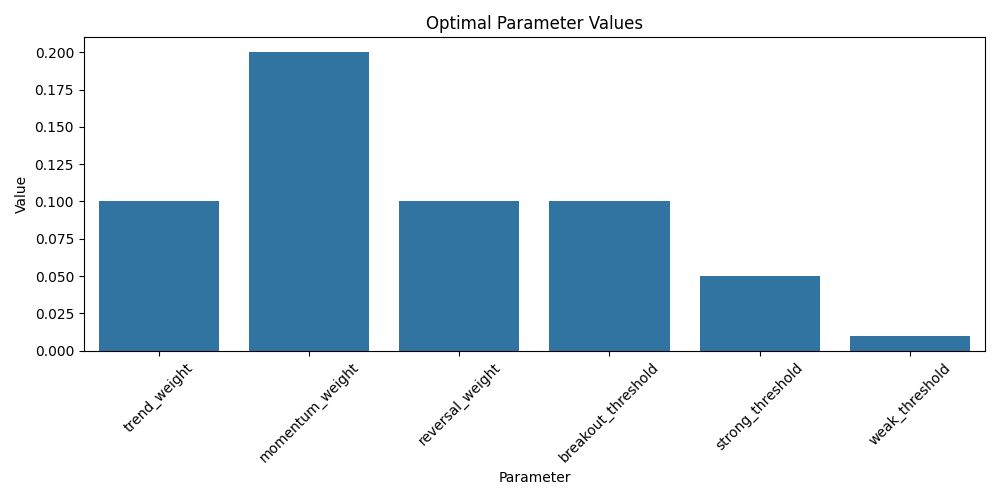 Optimal Parameter Values
Value
0.200
0.175
0.150
0.125
0.100
0.075
0.050
0.025
0.000
trend_weight
momentum_weight
reversal_weight
breakout_threshold
strong_threshold
weak_threshold
Parameter